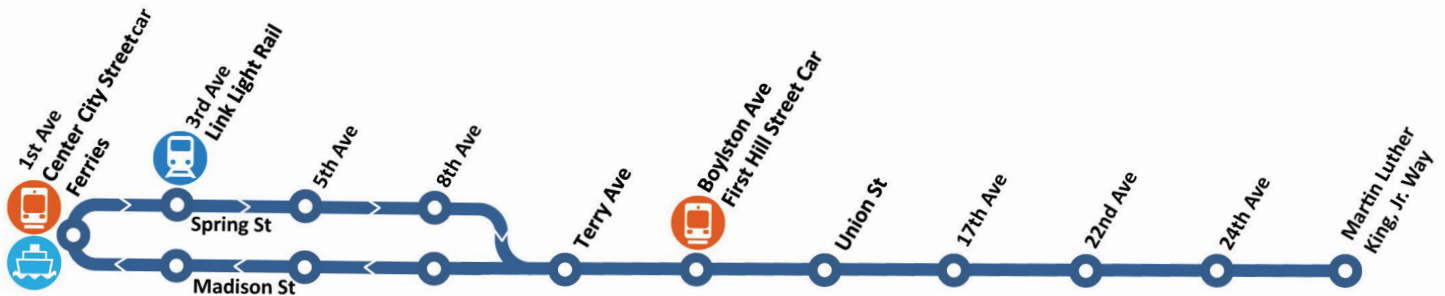 1st Ave
Center City Streetcar
Ferries
3rd Ave
Link Light Rail
5th Ave
8th Ave
Spring St
Madison St
Terry Ave
Boylston Ave
First Hill Street Car
Union St
17th Ave
22nd Ave
24th Ave
Martin Luther
King, Jr. Way